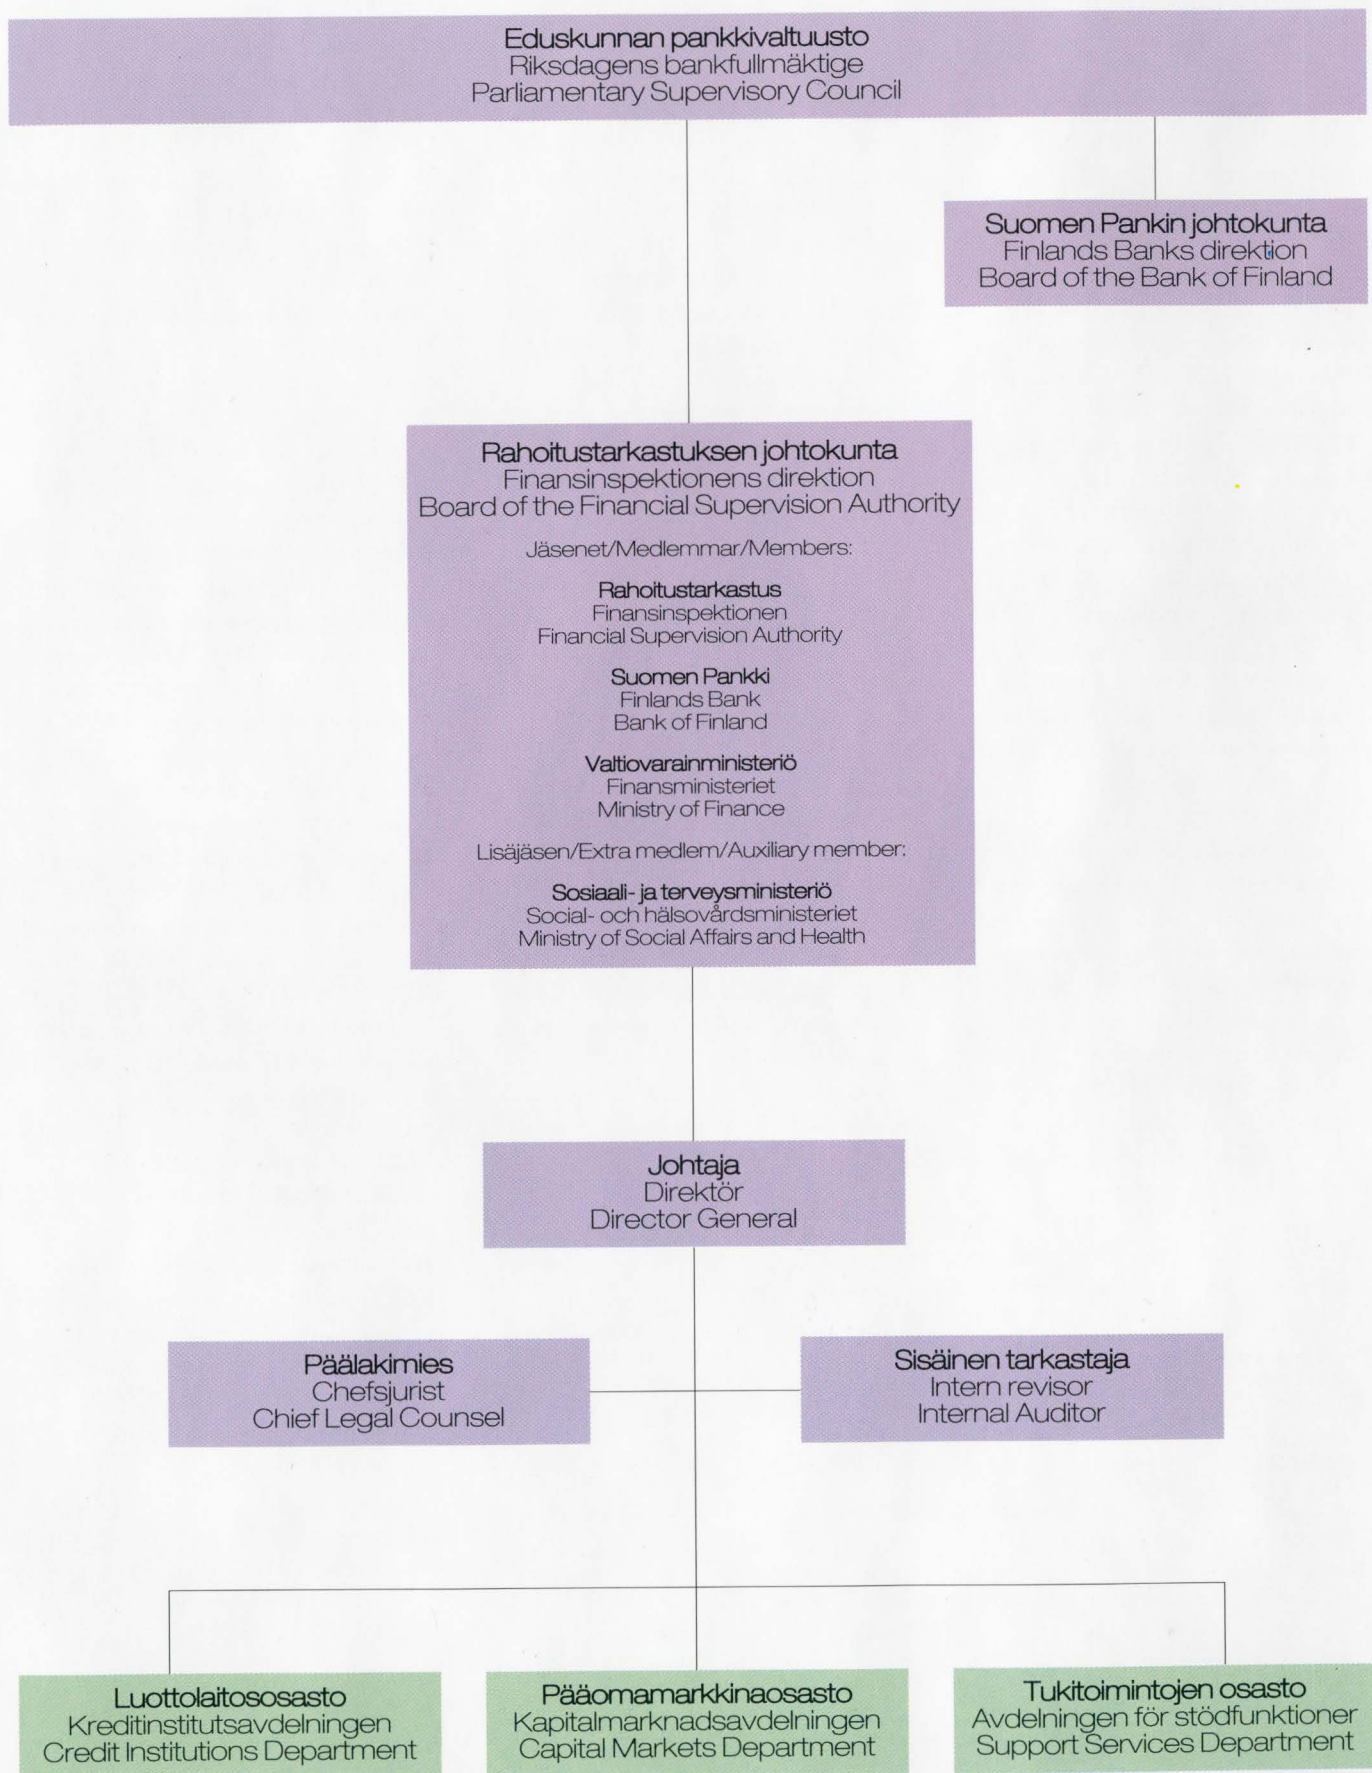 Eduskunnan pankkivaltuusto
Riksdagens bankfullmäktige
Parliamentary Supervisory Council
Suomen Pankin johtokunta
Finlands Banks direktion
Board of the Bank of Finland
Rahoitustarkastuksen johtokunta
Finansinspektionens direktion
Board of the Financial Supervision Authority
Jäsenet/Medlemmar/Members:
Rahoitustarkastus
Finansinspektionen
Financial Supervision Authority
Suomen Pankki
Finlands Bank
Bank of Finland
Valtiovarainministeriö
Finansministeriet
Ministry of Finance
Lisäjäsen/Extra medlem/Auxiliary member:
Sosiaali- ja terveysministeriö
Social- och hälsovårdsministeriet
Ministry of Social Affairs and Health
Johtaja
Direktör
Director General
Päälakimies
Chefsjurist
Chief Legal Counsel
Sisäinen tarkastaja
Intern revisor
Internal Auditor
Luottolaitososasto
Kreditinstitutsavdelningen
Credit Institutions Department
Pääomamarkkinaosasto
Kapitalmarknadsavdelningen
Capital Markets Department
Tukitoimintojen osasto
Avdelningen för stödfunktioner
Support Services Department